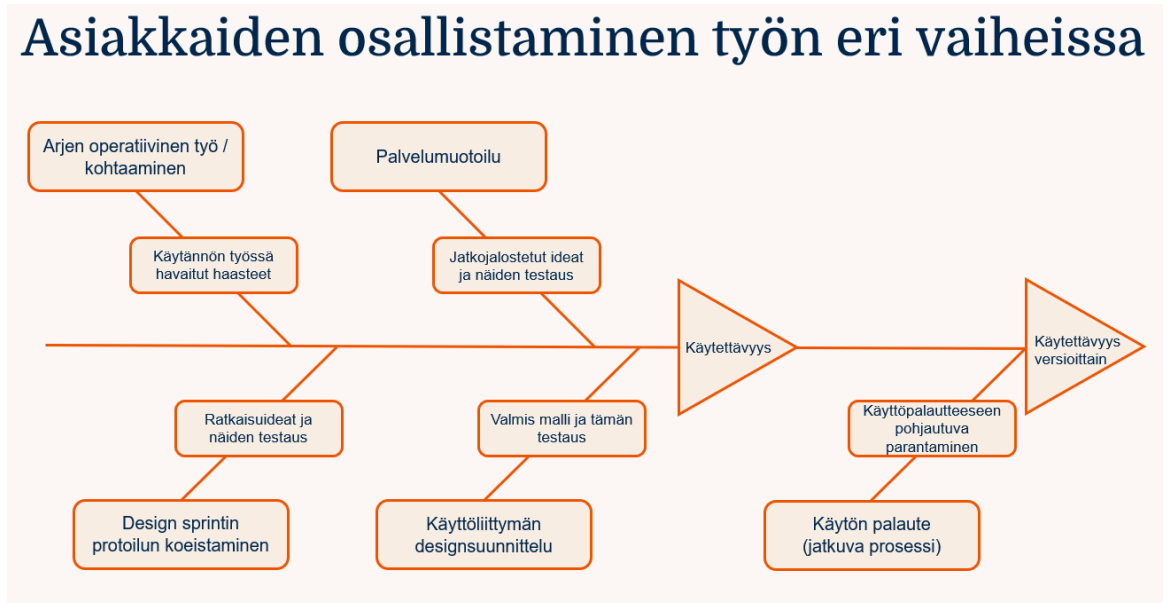 Asiakkaiden osallistaminen työn eri vaiheissa
Arjen operatiivinen työ /
kohtaaminen
Palvelumuotoilu
Käytännön työssä
havaitut haasteet
Jatkojalostetut ideat
ja näiden testaus
Käytettävyys
Käytettävyys
versioittain
Ratkaisuideat ja
näiden testaus
Valmis malli ja tämän
testaus
Käyttöpalautteeseen
pohjautuva
parantaminen
Design sprintin
protoilun koeistaminen
Käyttöliittymän
designsuunnittelu
Käytön palaute
(jatkuva prosessi)